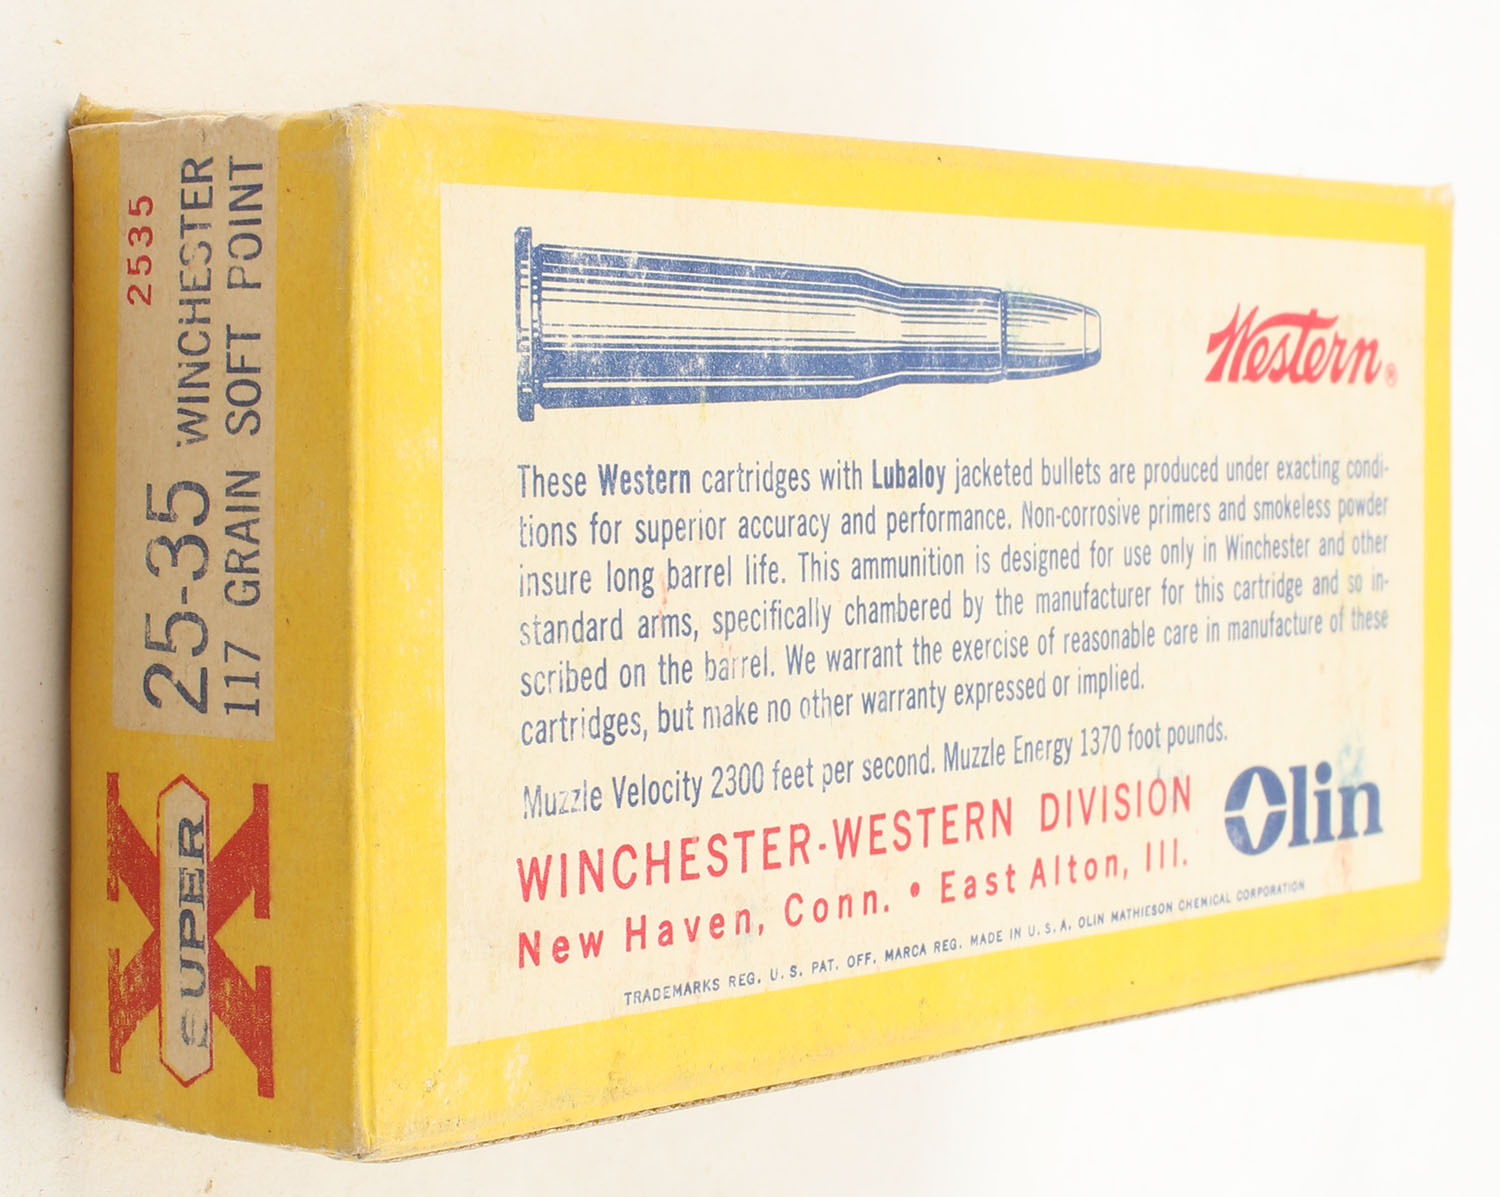 2535
25-35 WINCHESTER
117 GRAIN SOFT POINT
SUPER
X
Western®
These Western cartridges with Lubaloy jacketed bullets are produced under exacting condi-
tions for superior accuracy and performance. Non-corrosive primers and smokeless powder
insure long barrel life. This ammunition is designed for use only in Winchester and other
standard arms, specifically chambered by the manufacturer for this cartridge and so in-
scribed on the barrel. We warrant the exercise of reasonable care in manufacture of these
cartridges, but make no other warranty expressed or implied.
Muzzle Velocity 2300 feet per second. Muzzle Energy 1370 foot pounds.
WINCHESTER-WESTERN DIVISION
New Haven, Conn. • East Alton, Ill.
Olin
TRADEMARKS REG. U. S. PAT. OFF. MARCA REG. MADE IN U. S. A. OLIN MATHIESON CHEMICAL CORPORATION